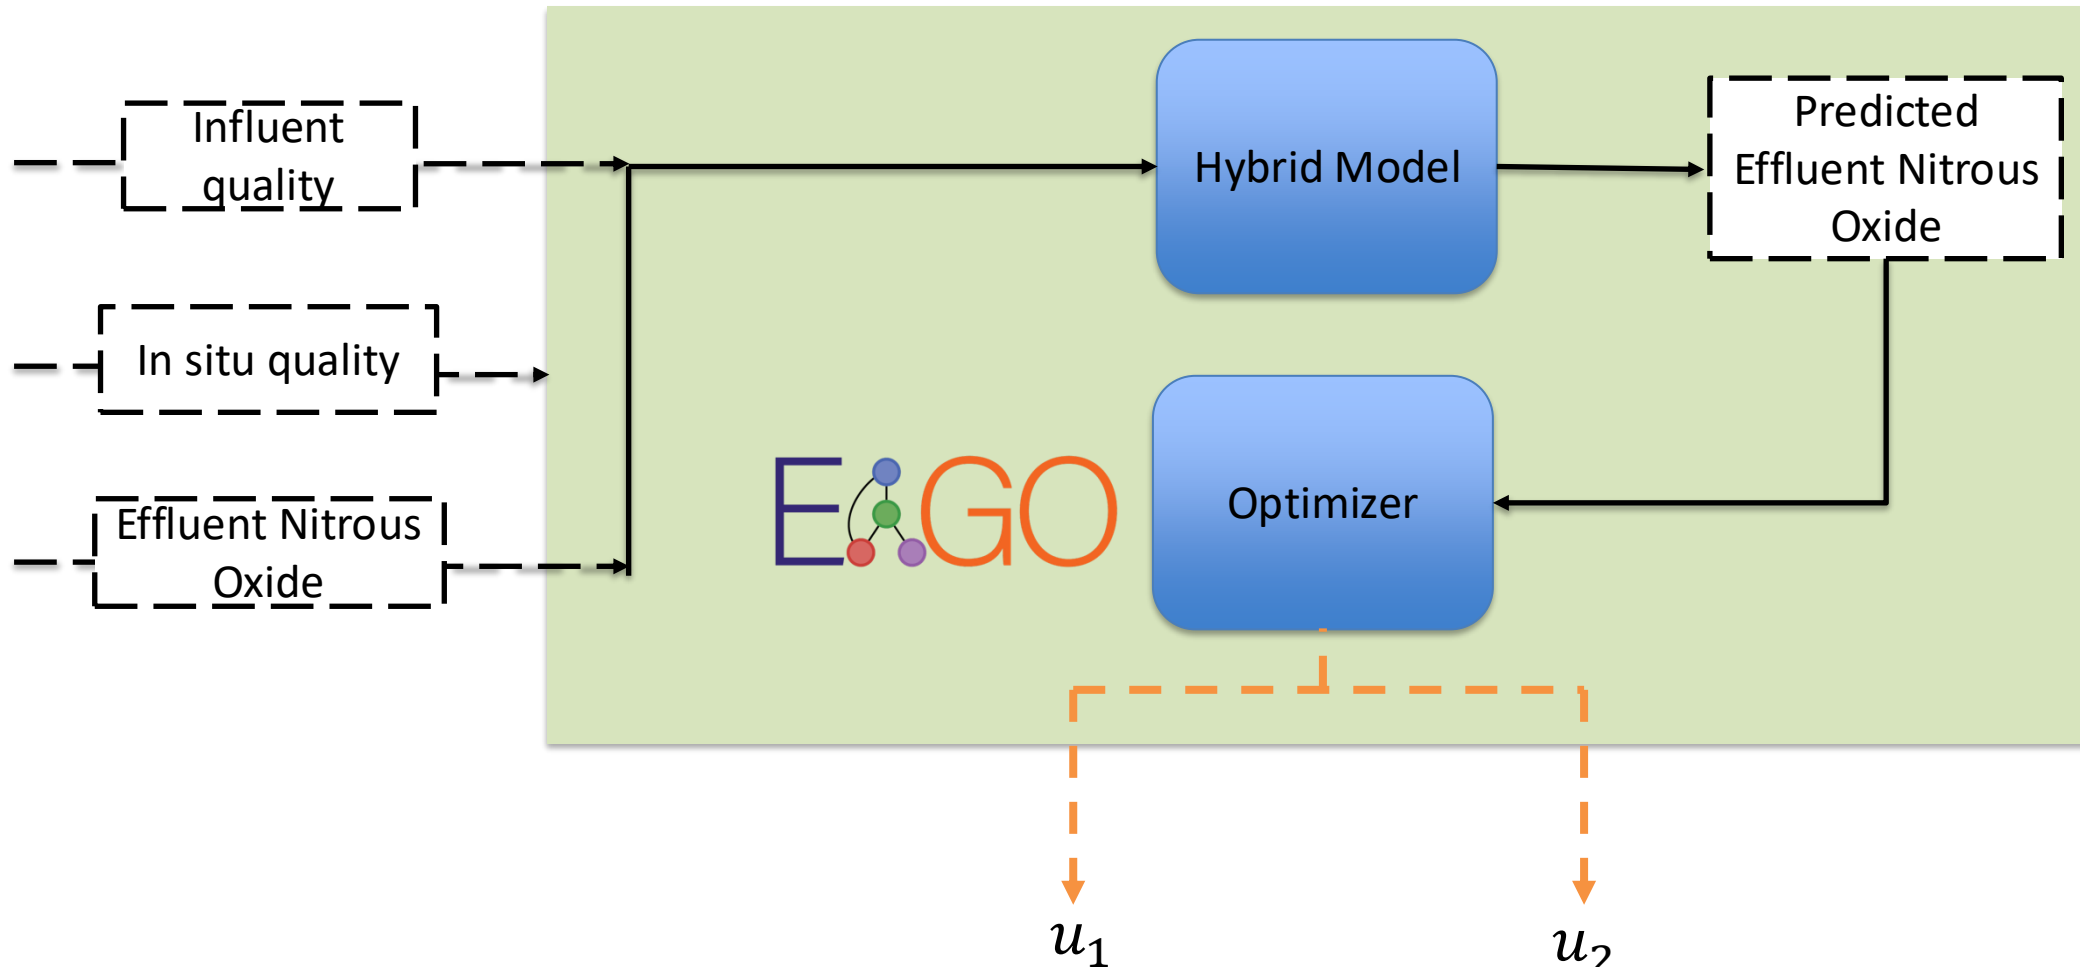 Influent
quality
Hybrid Model
Predicted
Effluent Nitrous
Oxide
In situ quality
EAGO
Optimizer
Effluent Nitrous
Oxide
u₁
u₂